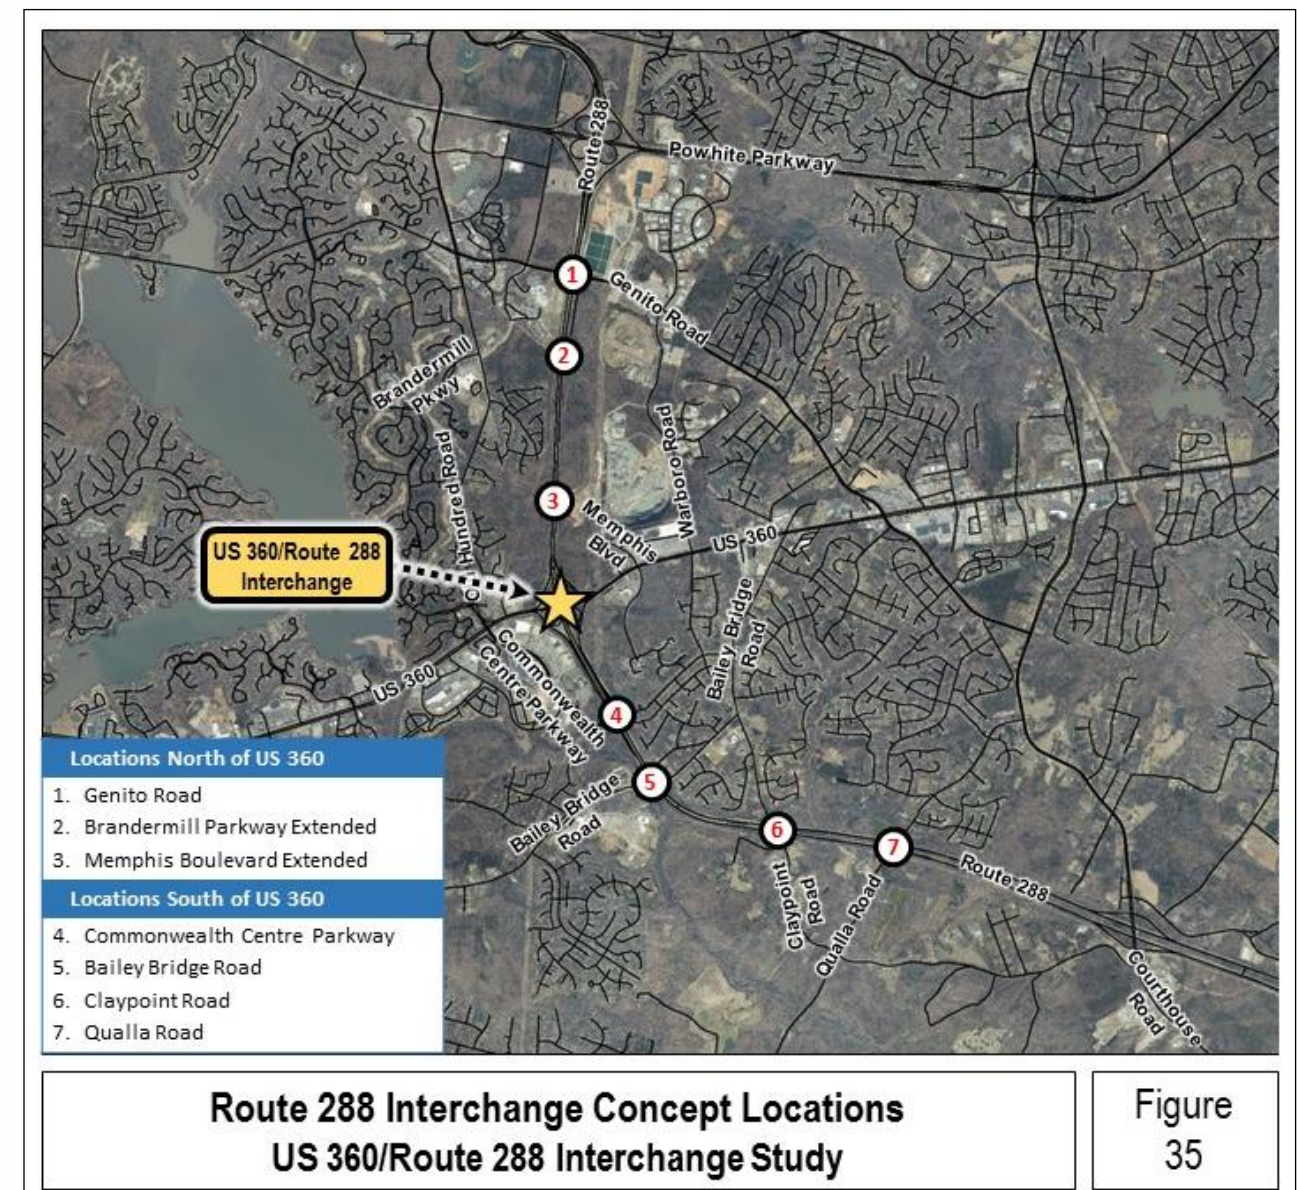 Route 288
Powhite Parkway
1
Genito Road
2
Brandermill
Pkwy
Hundred Road
Warboro Road
3
Memphis
Blvd
US 360
US 360/Route 288
Interchange
Bailey Bridge
Road
Commonwealth
Centre Parkway
US 360
4
5
Bailey Bridge
Road
6
7
Claypoint
Road
Qualla Road
Route 288
Courthouse
Road
Locations North of US 360
1. Genito Road
2. Brandermill Parkway Extended
3. Memphis Boulevard Extended
Locations South of US 360
4. Commonwealth Centre Parkway
5. Bailey Bridge Road
6. Claypoint Road
7. Qualla Road
Route 288 Interchange Concept Locations
US 360/Route 288 Interchange Study
Figure
35